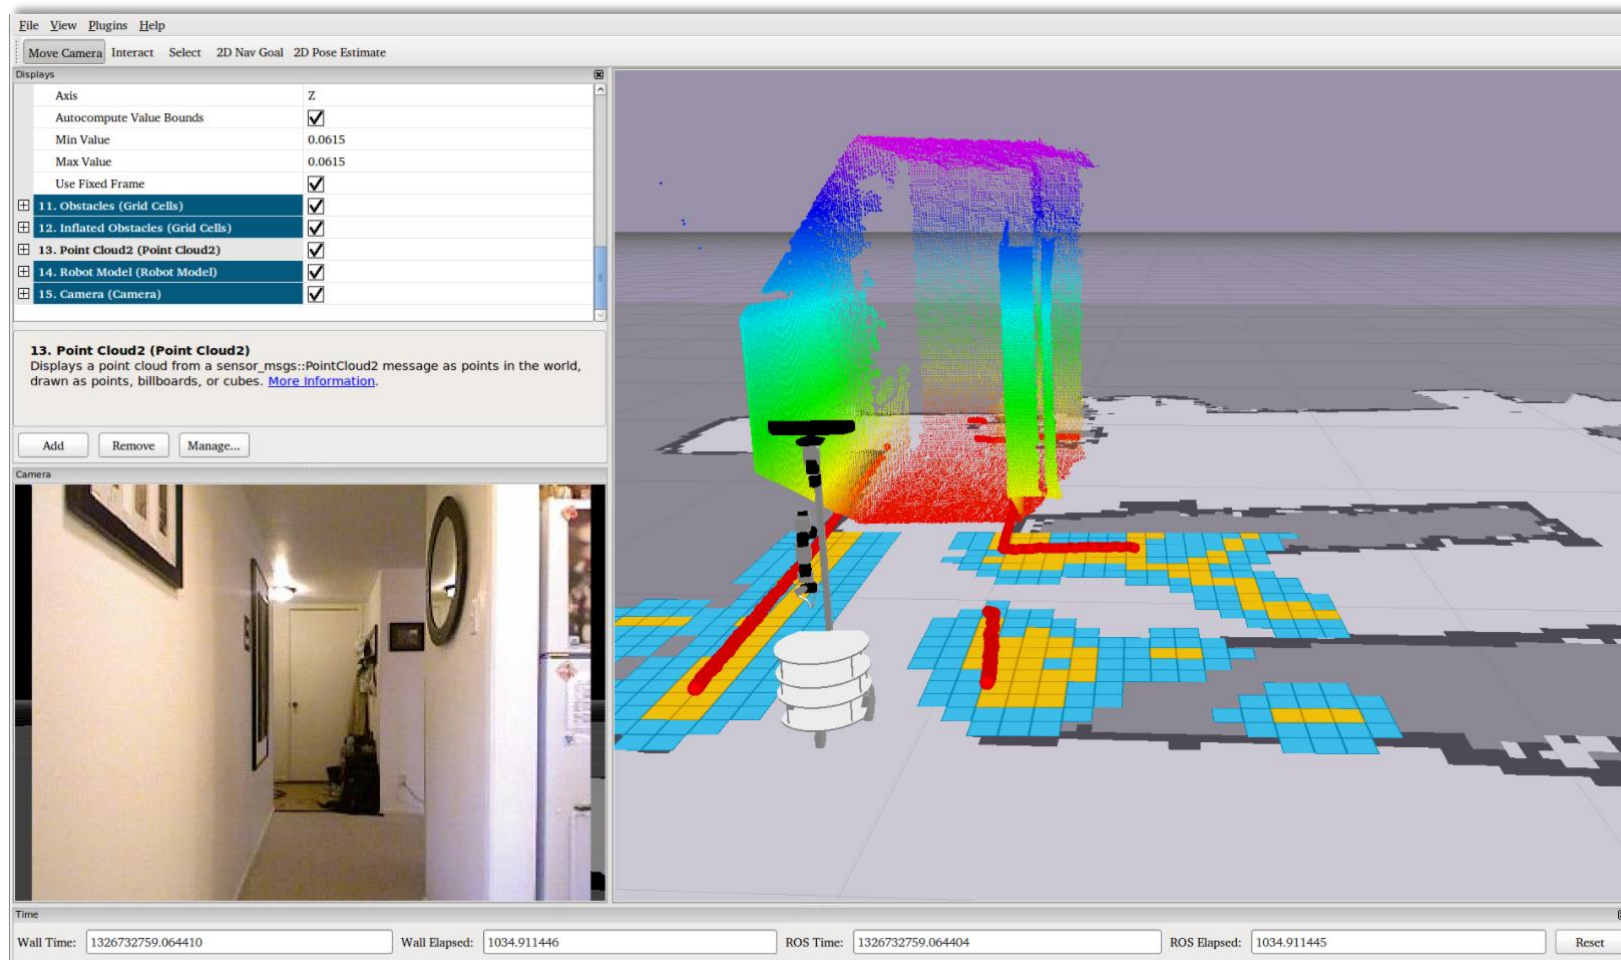 File View Plugins Help
Move Camera Interact Select 2D Nav Goal 2D Pose Estimate
Displays
Axis Z
Autocompute Value Bounds
Min Value 0.0615
Max Value 0.0615
Use Fixed Frame
11. Obstacles (Grid Cells)
12. Inflated Obstacles (Grid Cells)
13. Point Cloud2 (Point Cloud2)
14. Robot Model (Robot Model)
15. Camera (Camera)
13. Point Cloud2 (Point Cloud2)
Displays a point cloud from a sensor_msgs::PointCloud2 message as points in the world,
drawn as points, billboards, or cubes. More Information.
Add Remove Manage...
Camera
Time
Wall Time: 1326732759.064410 Wall Elapsed: 1034.911446 ROS Time: 1326732759.064404 ROS Elapsed: 1034.911445 Reset